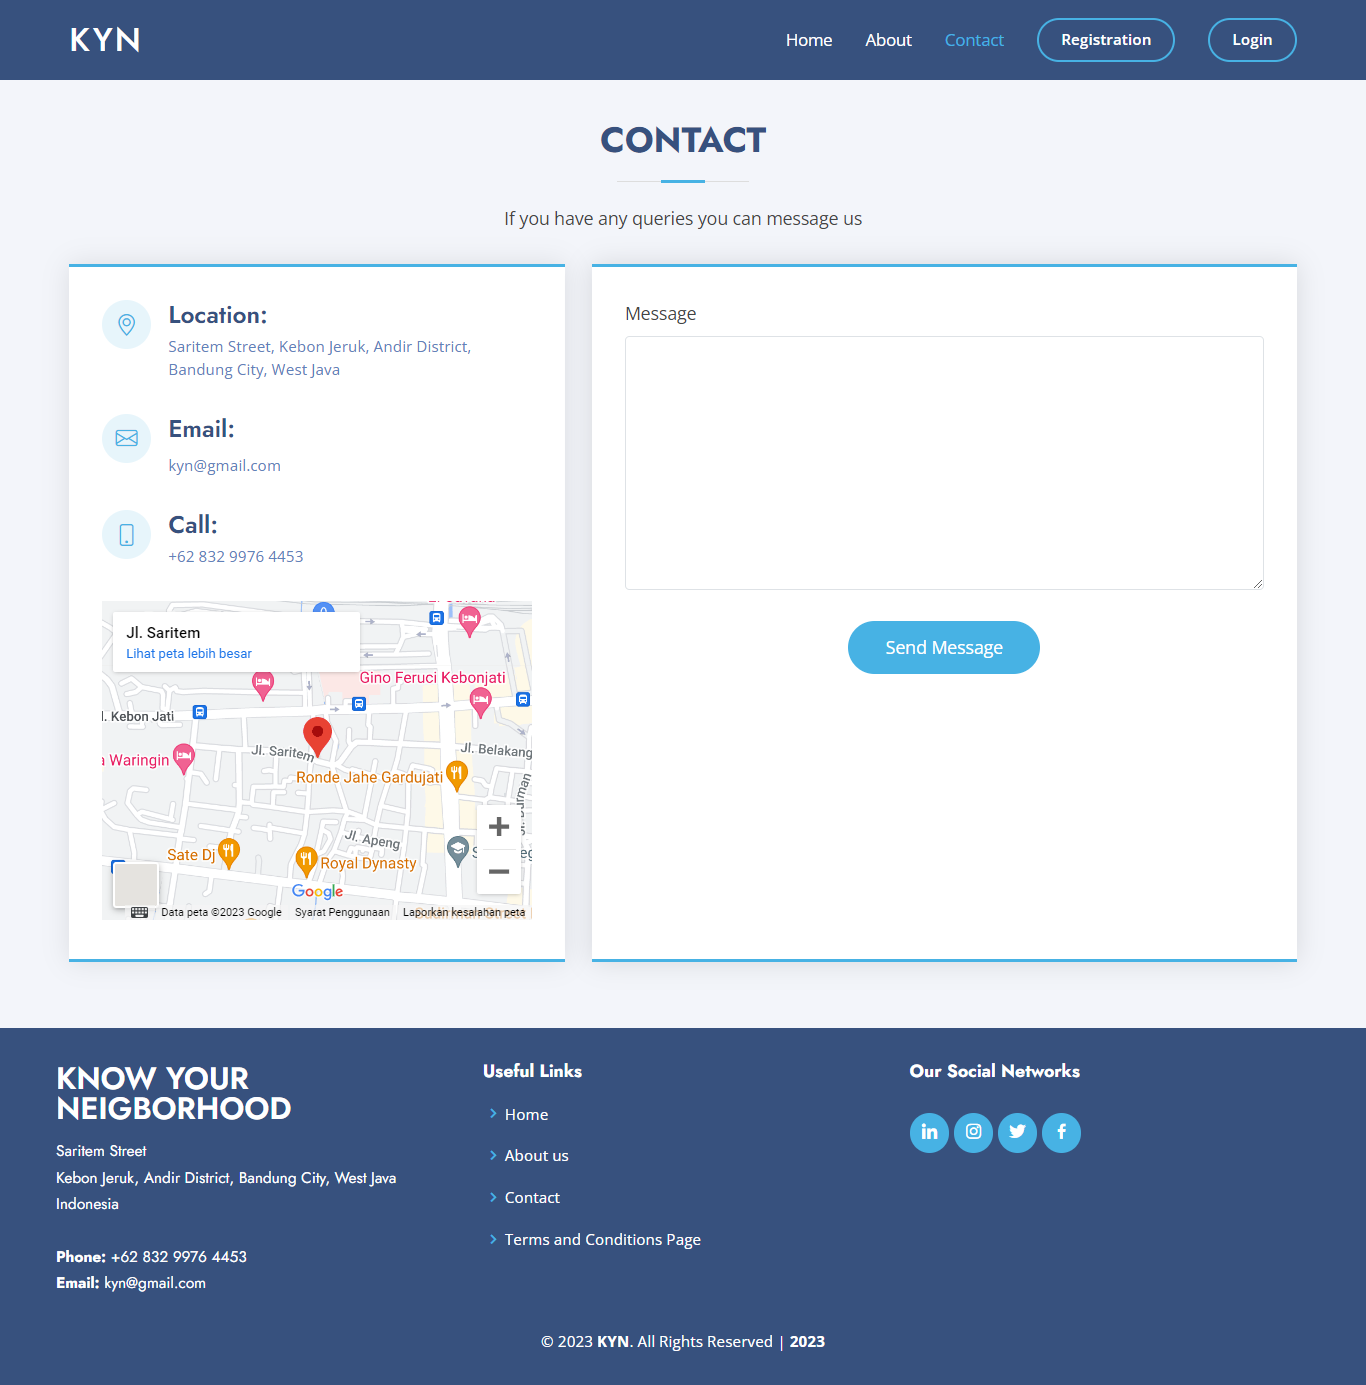 KYN
Home
About
Contact
Registration
Login
CONTACT
If you have any queries you can message us
Location:
Saritem Street, Kebon Jeruk, Andir District,
Bandung City, West Java
Email:
kyn@gmail.com
Call:
+62 832 9976 4453
Jl. Saritem
Lihat peta lebih besar
Gino Feruci Kebonjati
Kebon Jati
Jl. Saritem
Jl. Belakang
Waringin
Ronde Jahe Gardujati
Jl. Apeng
Sate Dj
Royal Dynasty
Google
Data peta ©2023 Google
Syarat Penggunaan
Laporkan kesalahan peta
Message
Send Message
KNOW YOUR
NEIGBORHOOD
Saritem Street
Kebon Jeruk, Andir District, Bandung City, West Java
Indonesia
Phone: +62 832 9976 4453
Email: kyn@gmail.com
Useful Links
Home
About us
Contact
Terms and Conditions Page
Our Social Networks
© 2023 KYN. All Rights Reserved | 2023